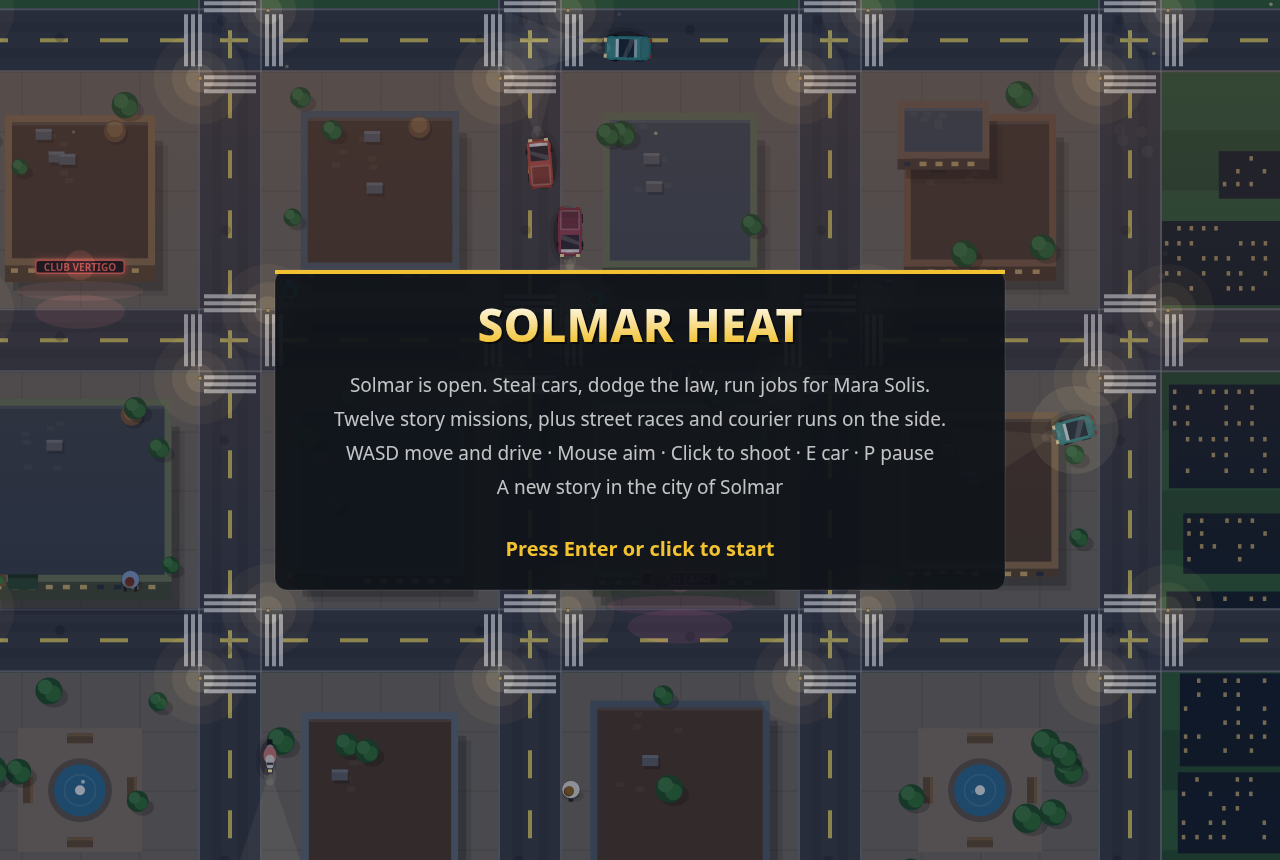 CLUB VERTIGO
SOLMAR HEAT
Solmar is open. Steal cars, dodge the law, run jobs for Mara Solis.
Twelve story missions, plus street races and courier runs on the side.
WASD move and drive · Mouse aim · Click to shoot · E car · P pause
A new story in the city of Solmar
Press Enter or click to start